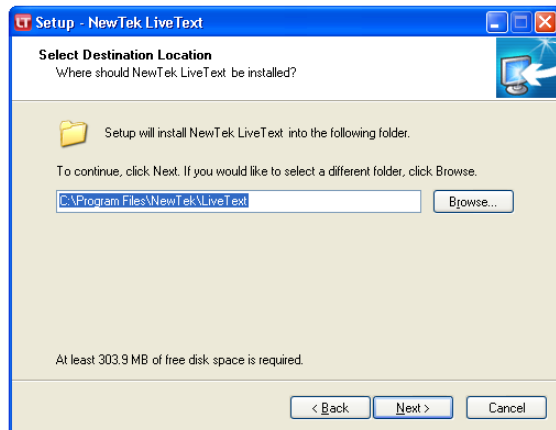 LT Setup - NewTek LiveText
Select Destination Location
Where should NewTek LiveText be installed?
Setup will install NewTek LiveText into the following folder.
To continue, click Next. If you would like to select a different folder, click Browse.
C:\Program Files\NewTek\LiveText
Browse...
At least 303.9 MB of free disk space is required.
< Back
Next >
Cancel